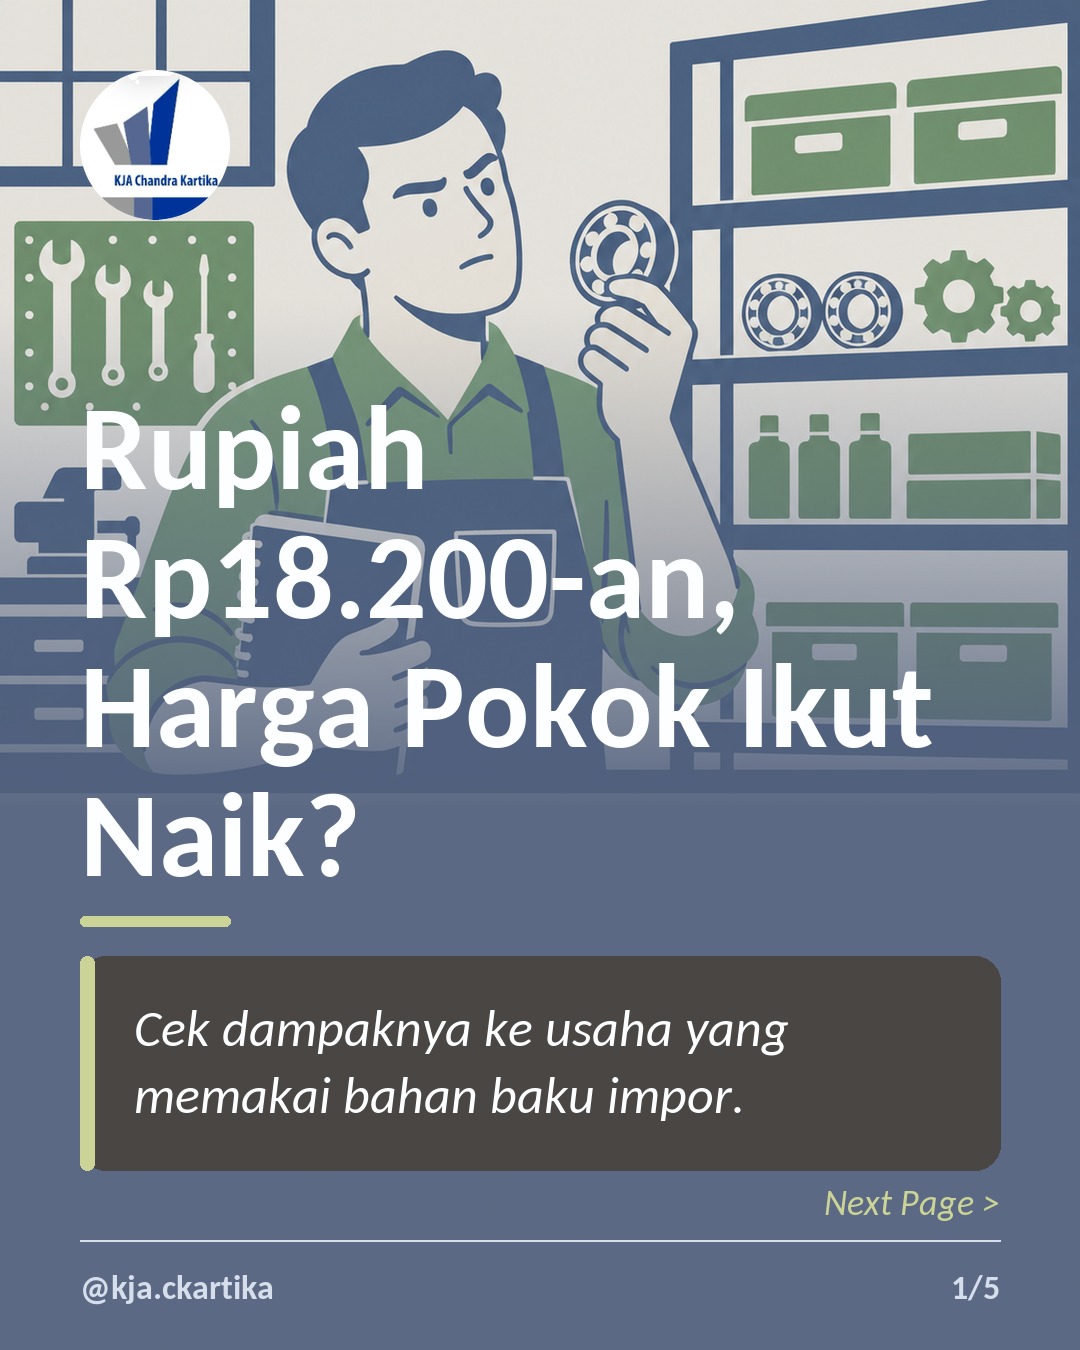 KJA Chandra Kartika
Rupiah
Rp18.200-an,
Harga Pokok Ikut
Naik?
Cek dampaknya ke usaha yang
memakai bahan baku impor.
Next Page >
@kja.ckartika
1/5